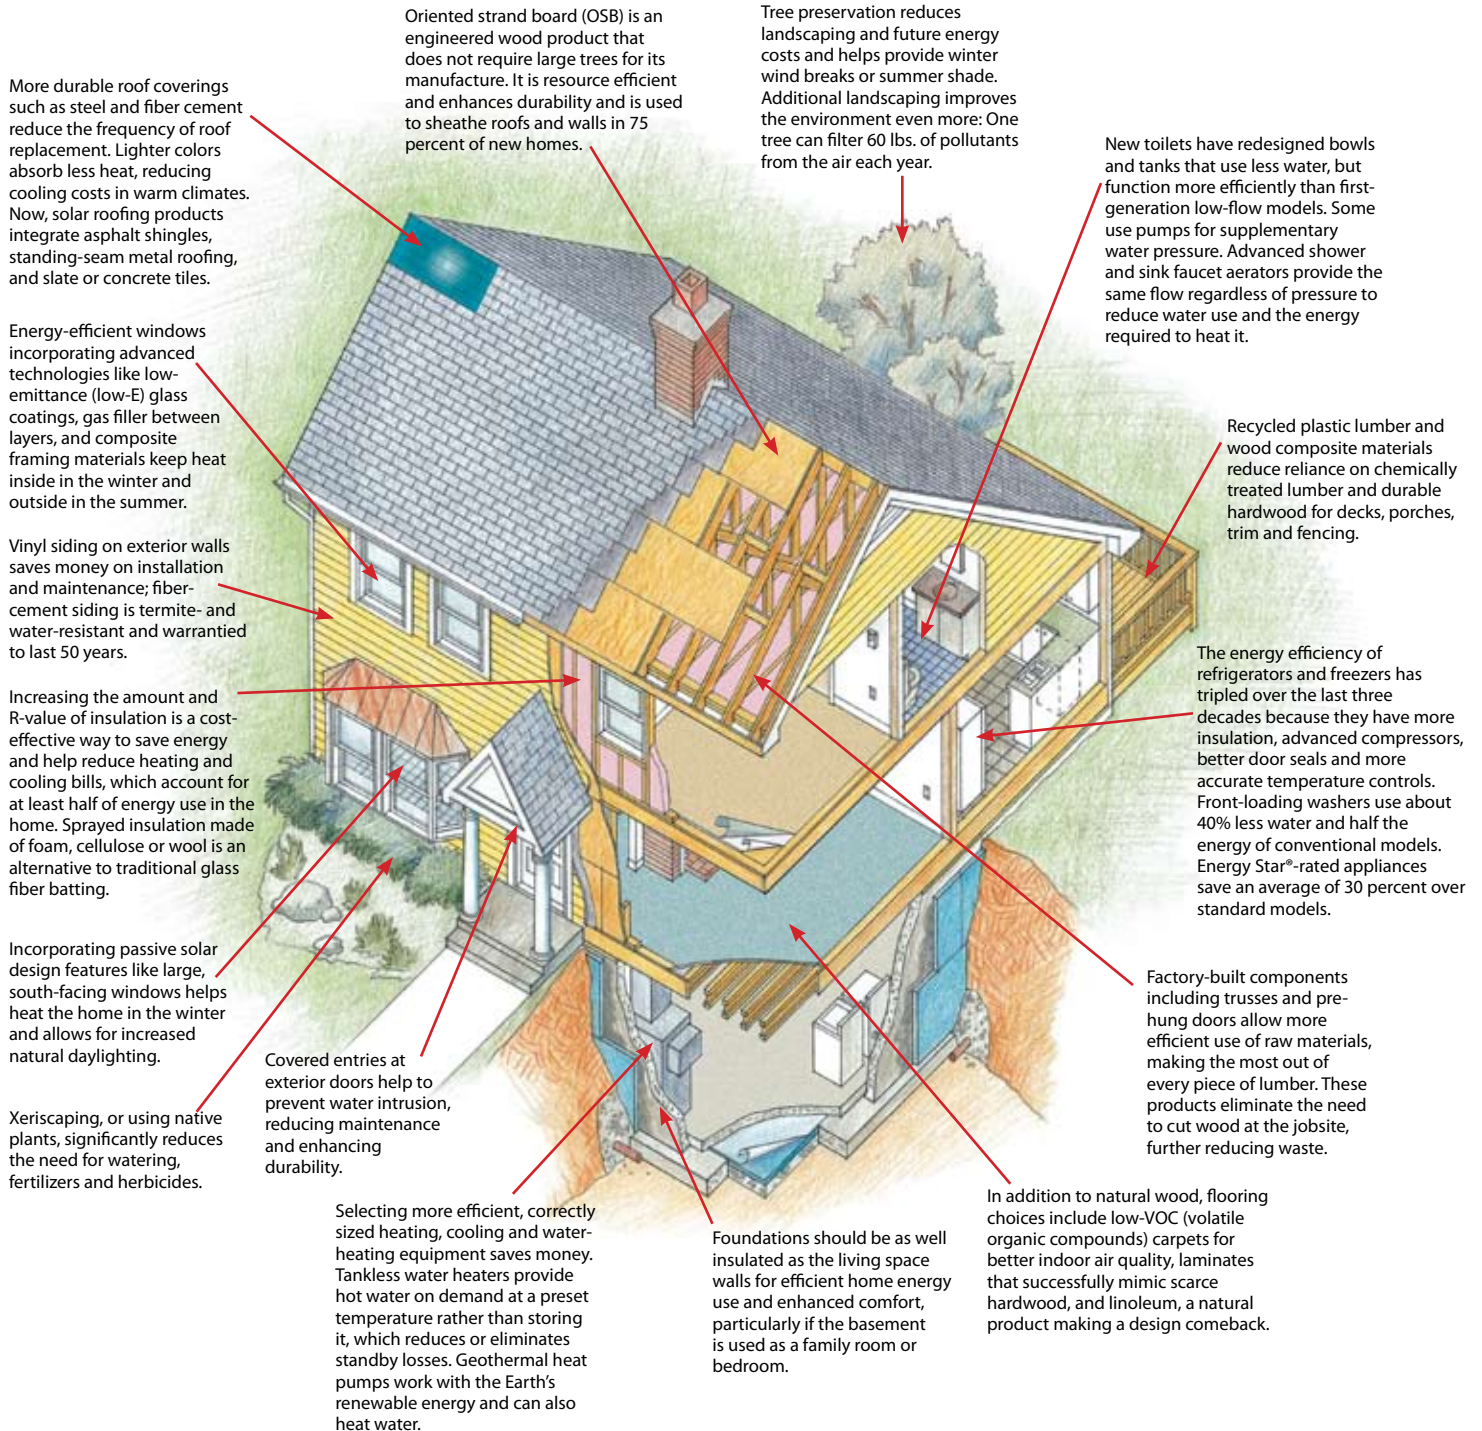 Oriented strand board (OSB) is an
engineered wood product that
does not require large trees for its
manufacture. It is resource efficient
and enhances durability and is used
to sheathe roofs and walls in 75
percent of new homes.
Tree preservation reduces
landscaping and future energy
costs and helps provide winter
wind breaks or summer shade.
Additional landscaping improves
the environment even more: One
tree can filter 60 lbs. of pollutants
from the air each year.
More durable roof coverings
such as steel and fiber cement
reduce the frequency of roof
replacement. Lighter colors
absorb less heat, reducing
cooling costs in warm climates.
Now, solar roofing products
integrate asphalt shingles,
standing-seam metal roofing,
and slate or concrete tiles.
New toilets have redesigned bowls
and tanks that use less water, but
function more efficiently than first-
generation low-flow models. Some
use pumps for supplementary
water pressure. Advanced shower
and sink faucet aerators provide the
same flow regardless of pressure to
reduce water use and the energy
required to heat it.
Energy-efficient windows
incorporating advanced
technologies like low-
emittance (low-E) glass
coatings, gas filler between
layers, and composite
framing materials keep heat
inside in the winter and
outside in the summer.
Recycled plastic lumber and
wood composite materials
reduce reliance on chemically
treated lumber and durable
hardwood for decks, porches,
trim and fencing.
Vinyl siding on exterior walls
saves money on installation
and maintenance; fiber-
cement siding is termite- and
water-resistant and warrantied
to last 50 years.
The energy efficiency of
refrigerators and freezers has
tripled over the last three
decades because they have more
insulation, advanced compressors,
better door seals and more
accurate temperature controls.
Front-loading washers use about
40% less water and half the
energy of conventional models.
Energy Star®-rated appliances
save an average of 30 percent over
standard models.
Increasing the amount and
R-value of insulation is a cost-
effective way to save energy
and help reduce heating and
cooling bills, which account for
at least half of energy use in the
home. Sprayed insulation made
of foam, cellulose or wool is an
alternative to traditional glass
fiber batting.
Incorporating passive solar
design features like large,
south-facing windows helps
heat the home in the winter
and allows for increased
natural daylighting.
Factory-built components
including trusses and pre-
hung doors allow more
efficient use of raw materials,
making the most out of
every piece of lumber. These
products eliminate the need
to cut wood at the jobsite,
further reducing waste.
Covered entries at
exterior doors help to
prevent water intrusion,
reducing maintenance
and enhancing
durability.
Xeriscaping, or using native
plants, significantly reduces
the need for watering,
fertilizers and herbicides.
Selecting more efficient, correctly
sized heating, cooling and water-
heating equipment saves money.
Tankless water heaters provide
hot water on demand at a preset
temperature rather than storing
it, which reduces or eliminates
standby losses. Geothermal heat
pumps work with the Earth's
renewable energy and can also
heat water.
Foundations should be as well
insulated as the living space
walls for efficient home energy
use and enhanced comfort,
particularly if the basement
is used as a family room or
bedroom.
In addition to natural wood, flooring
choices include low-VOC (volatile
organic compounds) carpets for
better indoor air quality, laminates
that successfully mimic scarce
hardwood, and linoleum, a natural
product making a design comeback.